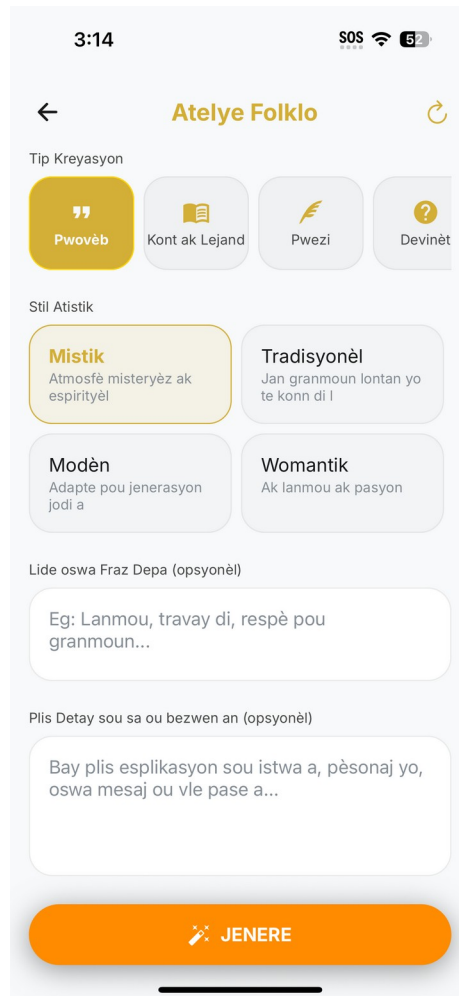 3:14
SOS
52
Atelye Folklo
Tip Kreyasyon
Pwovèb
Kont ak Lejand
Pwezi
Devinèt
Stil Atistik
Mistik
Atmosfè misteryèz ak
espirityèl
Tradisyonèl
Jan granmoun lontan yo
te konn di l
Modèn
Adapte pou jenerasyon
jodi a
Womantik
Ak lanmou ak pasyon
Lide oswa Fraz Depa (opsyonèl)
Eg: Lanmou, travay di, respè pou
granmoun...
Plis Detay sou sa ou bezwen an (opsyonèl)
Bay plis esplikasyon sou istwa a, pèsonaj yo,
oswa mesaj ou vle pase a...
JENERE